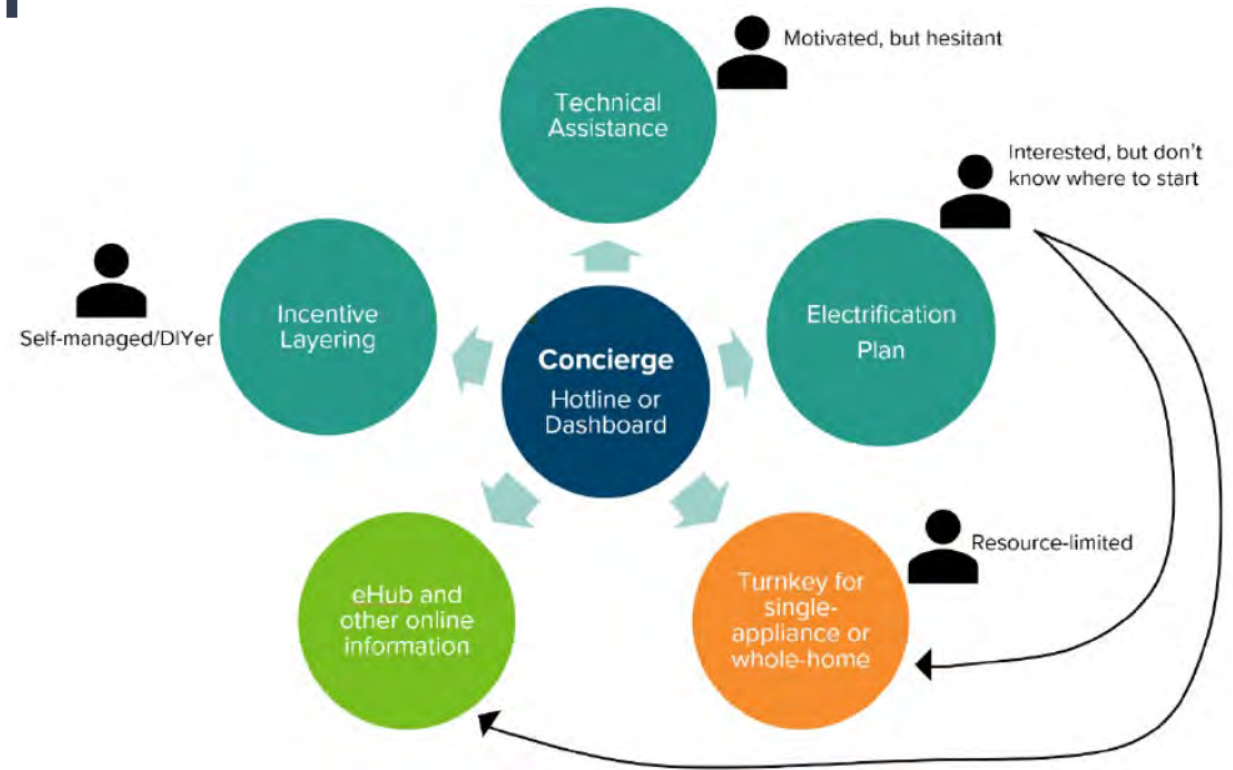 Motivated, but hesitant
Technical
Assistance
Interested, but don't
know where to start
Self-managed/DIYer
Incentive
Layering
Concierge
Hotline or
Dashboard
Electrification
Plan
Resource-limited
eHub and
other online
information
Turnkey for
single-
appliance or
whole-home